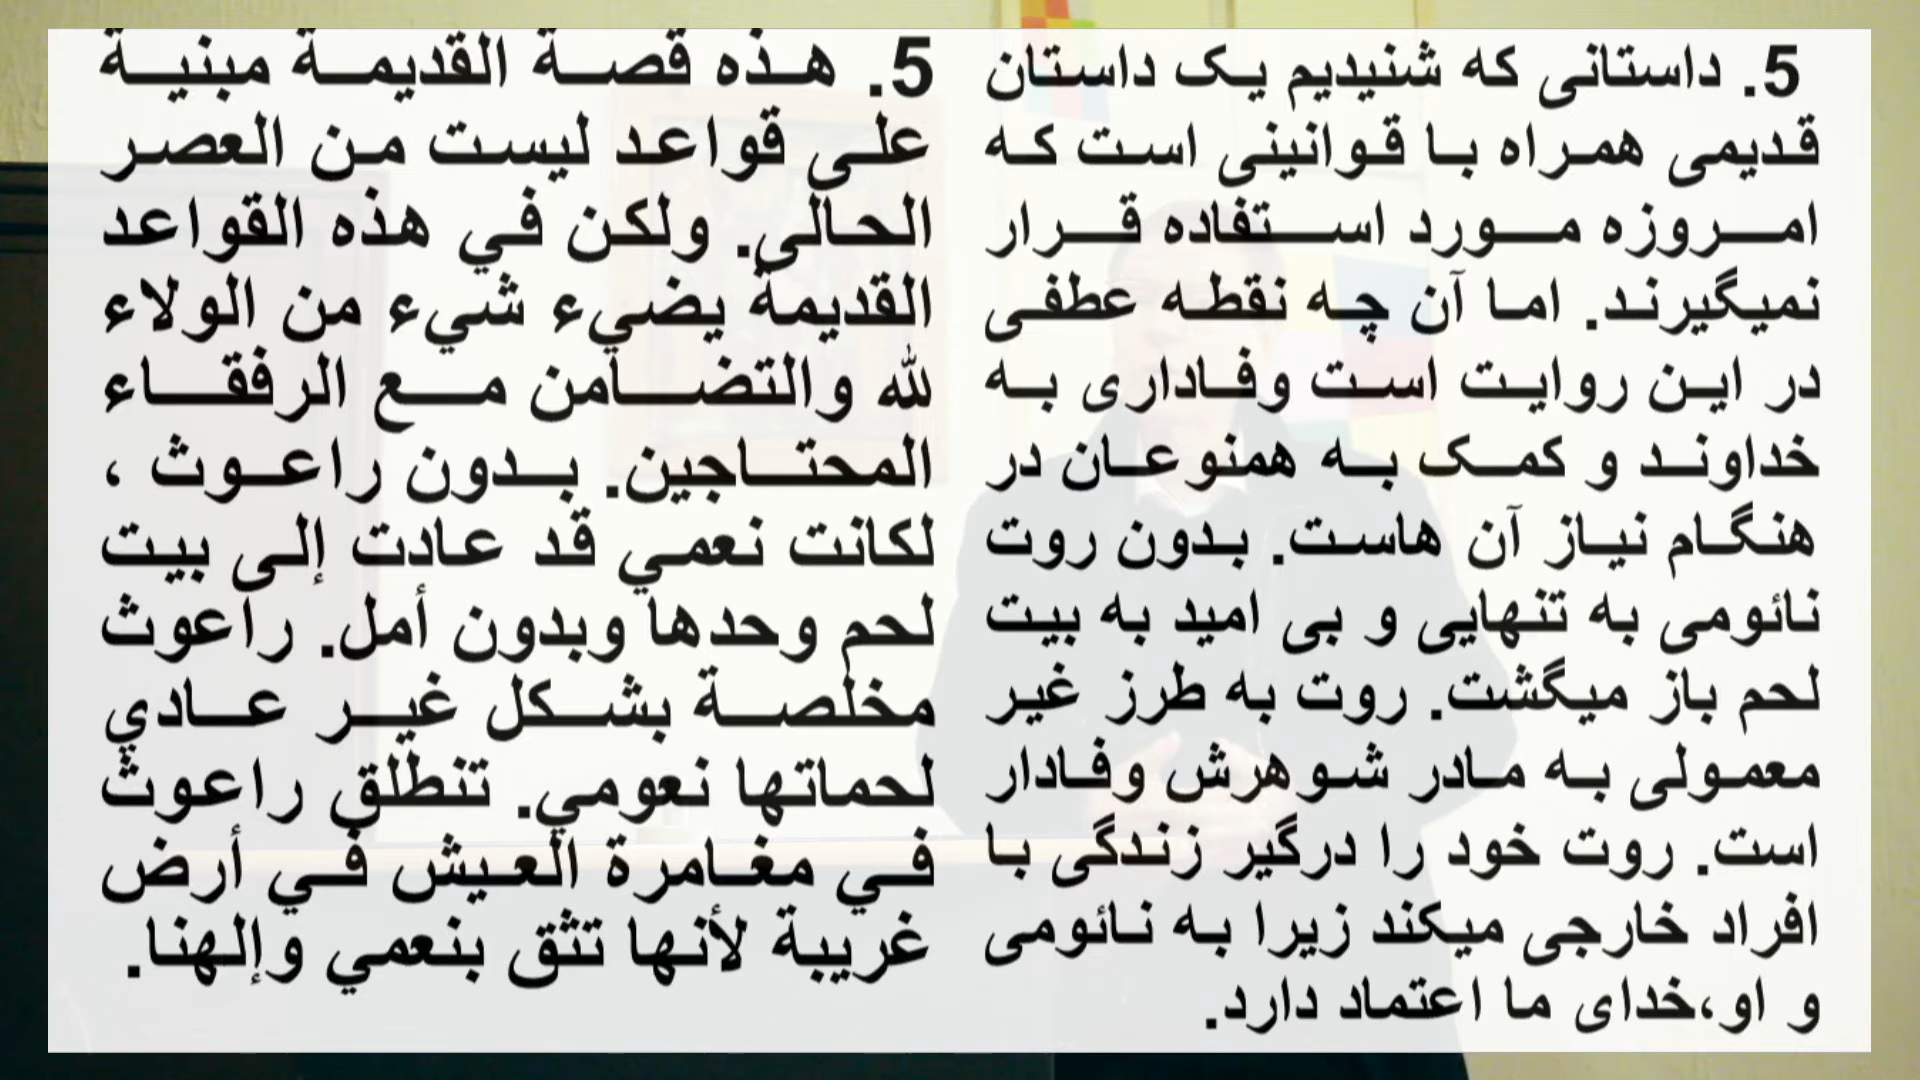 5. داستانی که شنیدیم یک داستان
قدیمی همراه با قوانینی است که
امروزه مورد استفاده قرار
نمیگیرند. اما آن چه نقطه عطفی
در این روایت است وفاداری به
خداوند و کمک به همنوعان در
هنگام نیاز آن هاست. بدون روت
نائومی به تنهایی و بی امید به بیت
لحم باز میگشت. روت به طرز غیر
معمولی به مادر شوهرش وفادار
است. روت خود را درگیر زندگی با
افراد خارجی میکند زیرا به نائومی
و او،خدای ما اعتماد دارد.
5. هذه قصة القديمة مبنية
على قواعد ليست من العصر
الحالي. ولكن في هذه القواعد
القديمة يضيء شيء من الولاء
لله والتضامن مع الرفقاء
المحتاجين. بدون راعوث ،
لكانت نعمي قد عادت إلى بيت
لحم وحدها وبدون أمل. راعوث
مخلصة بشكل غير عادي
لحماتها نعومي. تنطلق راعوث
في مغامرة العيش في أرض
غريبة لأنها تثق بنعمي وإلهنا.